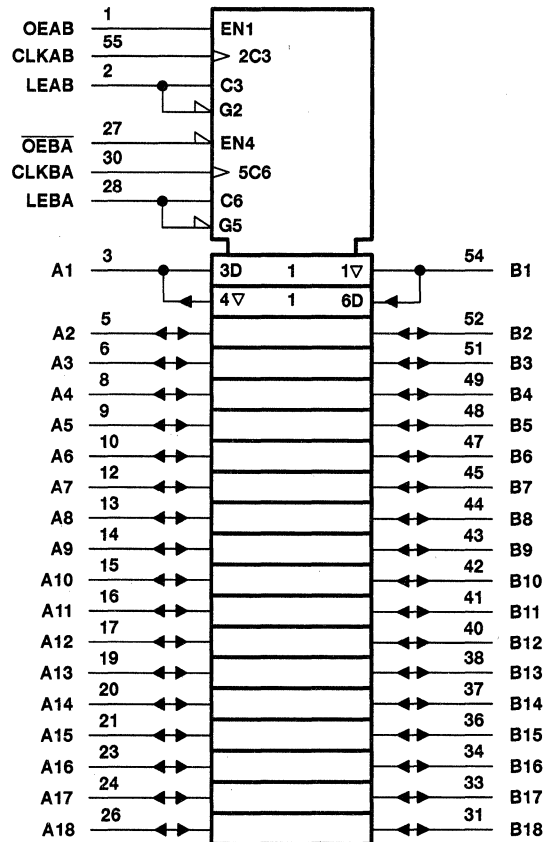 1
OEAB EN1
55
CLKAB 2C3
2
LEAB C3
G2
27
OEBA EN4
30
CLKBA 5C6
28
LEBA C6
G5
3 54
A1 3D 1 1▽ B1
4▽ 1 6D
5 52
A2 B2
6 51
A3 B3
8 49
A4 B4
9 48
A5 B5
10 47
A6 B6
12 45
A7 B7
13 44
A8 B8
14 43
A9 B9
15 42
A10 B10
16 41
A11 B11
17 40
A12 B12
19 38
A13 B13
20 37
A14 B14
21 36
A15 B15
23 34
A16 B16
24 33
A17 B17
26 31
A18 B18